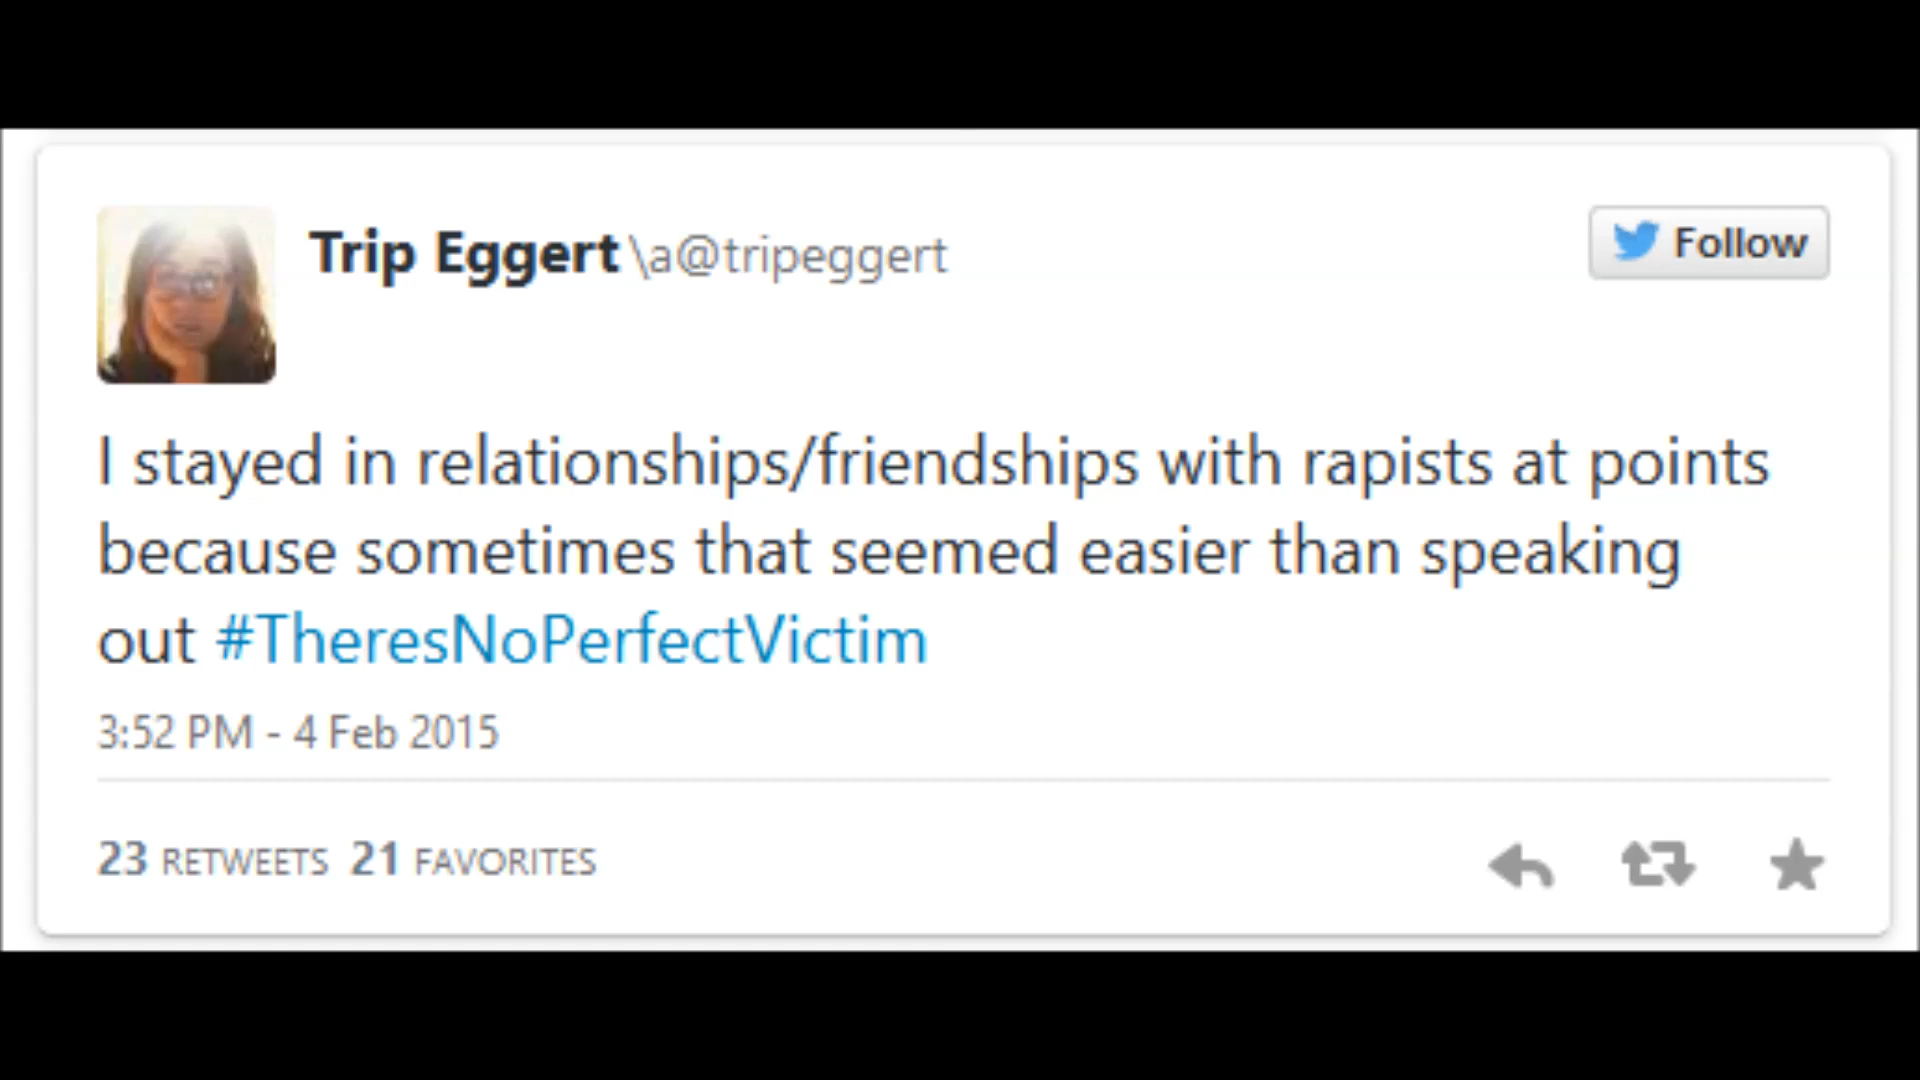 Trip Eggert \a@tripeggert
Follow
I stayed in relationships/friendships with rapists at points
because sometimes that seemed easier than speaking
out #TheresNoPerfectVictim
3:52 PM - 4 Feb 2015
23 RETWEETS 21 FAVORITES